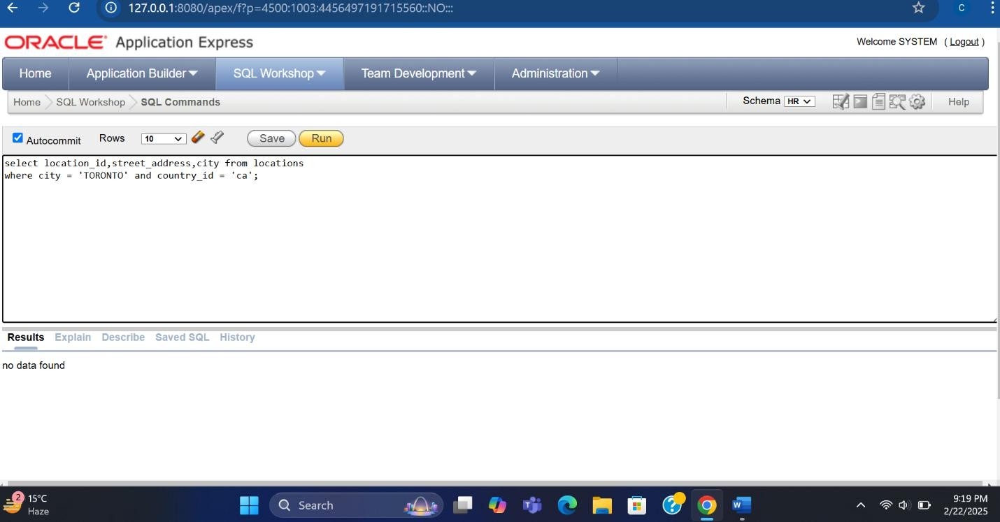 127.0.0.1:8080/apex/f?p=4500:1003:4456497191715560::NO:::
C
ORACLE® Application Express
Welcome SYSTEM ( Logout )
Home Application Builder SQL Workshop Team Development Administration
Home SQL Workshop SQL Commands
Schema HR Help
Autocommit Rows 10 Save Run
select location_id,street_address,city from locations
where city = 'TORONTO' and country_id = 'ca';
Results Explain Describe Saved SQL History
no data found
2
15°C
Haze
Search
9:19 PM
2/22/2025